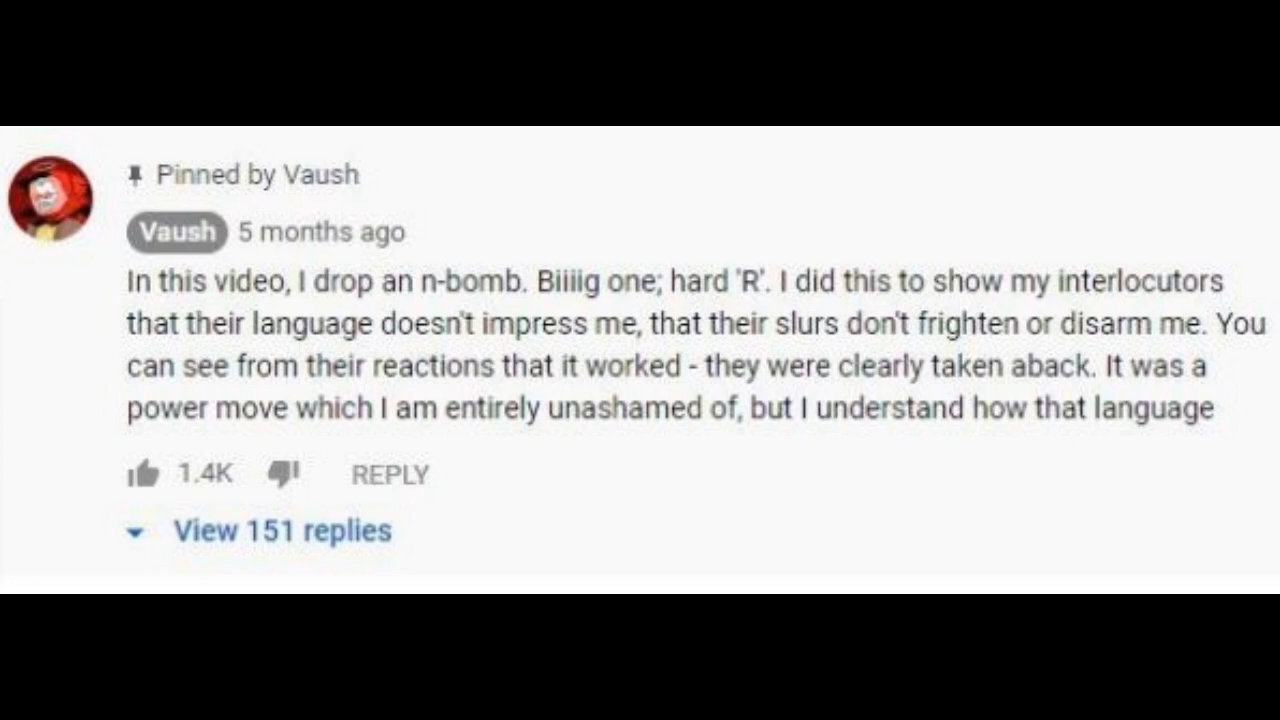 Pinned by Vaush
Vaush 5 months ago
In this video, I drop an n-bomb. Biiiig one; hard 'R'. I did this to show my interlocutors
that their language doesn't impress me, that their slurs don't frighten or disarm me. You
can see from their reactions that it worked - they were clearly taken aback. It was a
power move which I am entirely unashamed of, but I understand how that language
1.4K REPLY
View 151 replies